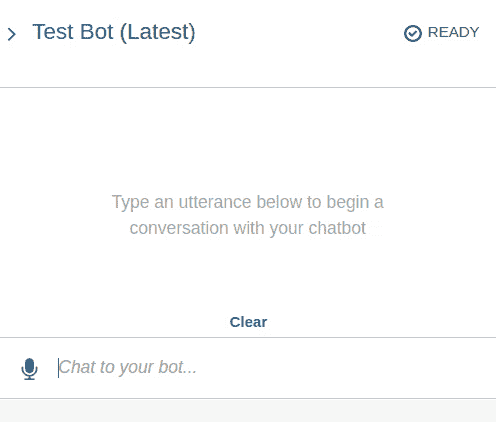 Test Bot (Latest)
READY
Type an utterance below to begin a
conversation with your chatbot
Clear
Chat to your bot...